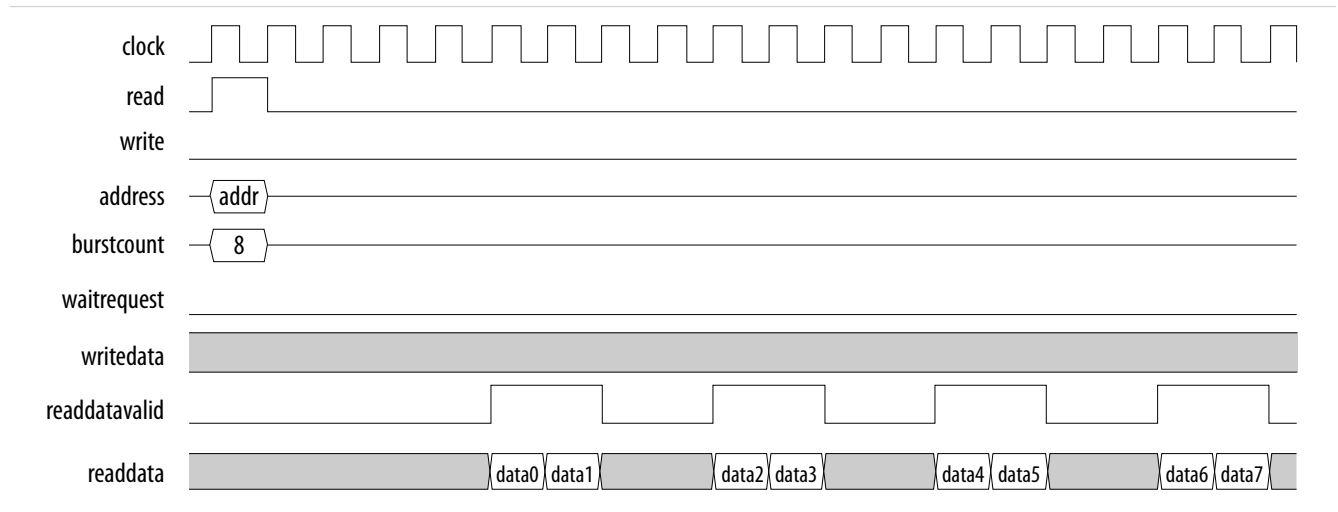 clock
read
write
address addr
burstcount 8
waitrequest
writedata
readdatavalid
readdata data0 data1 data2 data3 data4 data5 data6 data7